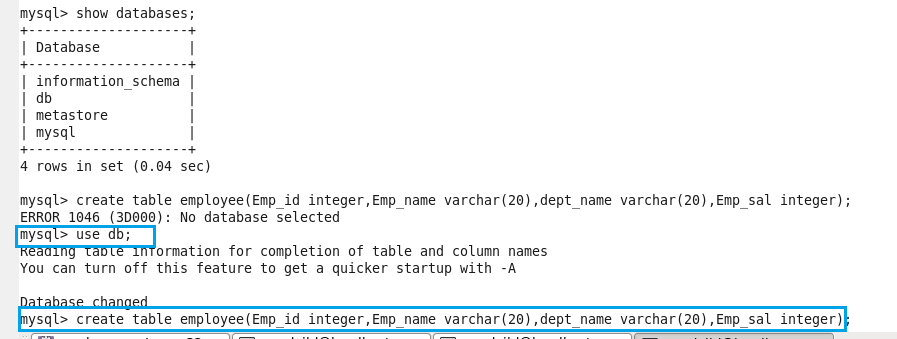 mysql> show databases;
+--------------------+
| Database           |
+--------------------+
| information_schema |
| db                 |
| metastore          |
| mysql              |
+--------------------+
4 rows in set (0.04 sec)
mysql> create table employee(Emp_id integer,Emp_name varchar(20),dept_name varchar(20),Emp_sal integer);
ERROR 1046 (3D000): No database selected
mysql> use db;
Reading table information for completion of table and column names
You can turn off this feature to get a quicker startup with -A
Database changed
mysql> create table employee(Emp_id integer,Emp_name varchar(20),dept_name varchar(20),Emp_sal integer);